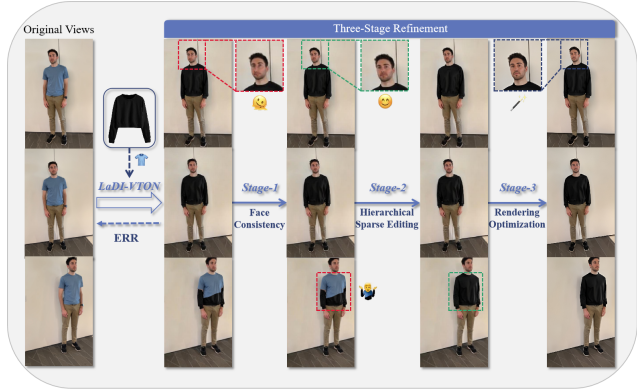 Original Views
Three-Stage Refinement
LaDI-VTON
ERR
Stage-1
Face
Consistency
Stage-2
Hierarchical
Sparse Editing
Stage-3
Rendering
Optimization